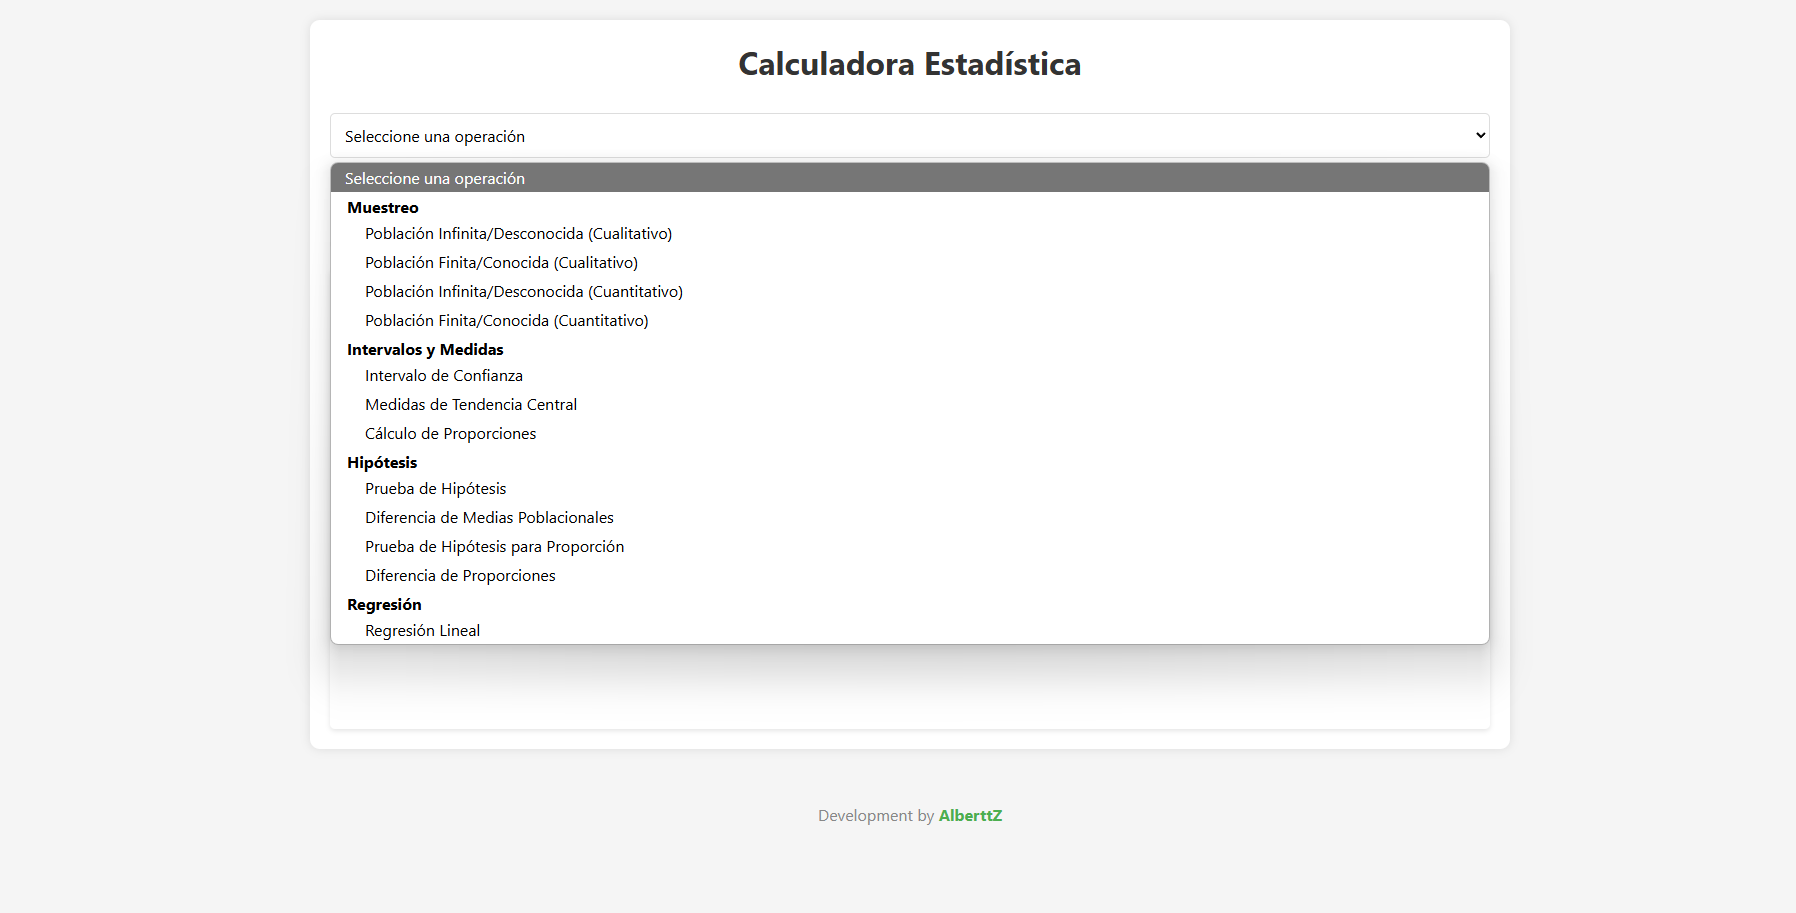 Calculadora Estadística
Seleccione una operación
Seleccione una operación
Muestreo
Población Infinita/Desconocida (Cualitativo)
Población Finita/Conocida (Cualitativo)
Población Infinita/Desconocida (Cuantitativo)
Población Finita/Conocida (Cuantitativo)
Intervalos y Medidas
Intervalo de Confianza
Medidas de Tendencia Central
Cálculo de Proporciones
Hipótesis
Prueba de Hipótesis
Diferencia de Medias Poblacionales
Prueba de Hipótesis para Proporción
Diferencia de Proporciones
Regresión
Regresión Lineal
Development by AlberttZ